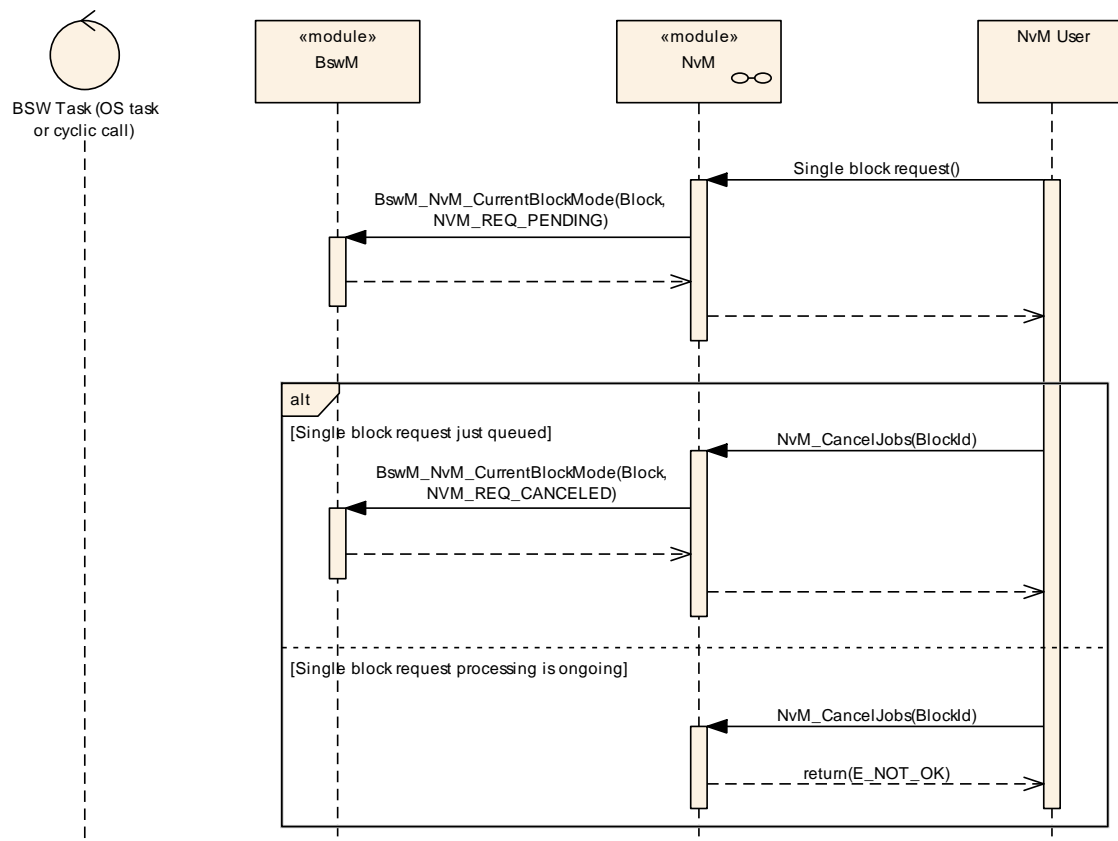 «module»
BswM
«module»
NvM
NvM User
BSW Task (OS task
or cyclic call)
Single block request()
BswM_NvM_CurrentBlockMode(Block,
NVM_REQ_PENDING)
alt
[Single block request just queued]
NvM_CancelJobs(BlockId)
BswM_NvM_CurrentBlockMode(Block,
NVM_REQ_CANCELED)
[Single block request processing is ongoing]
NvM_CancelJobs(BlockId)
return(E_NOT_OK)